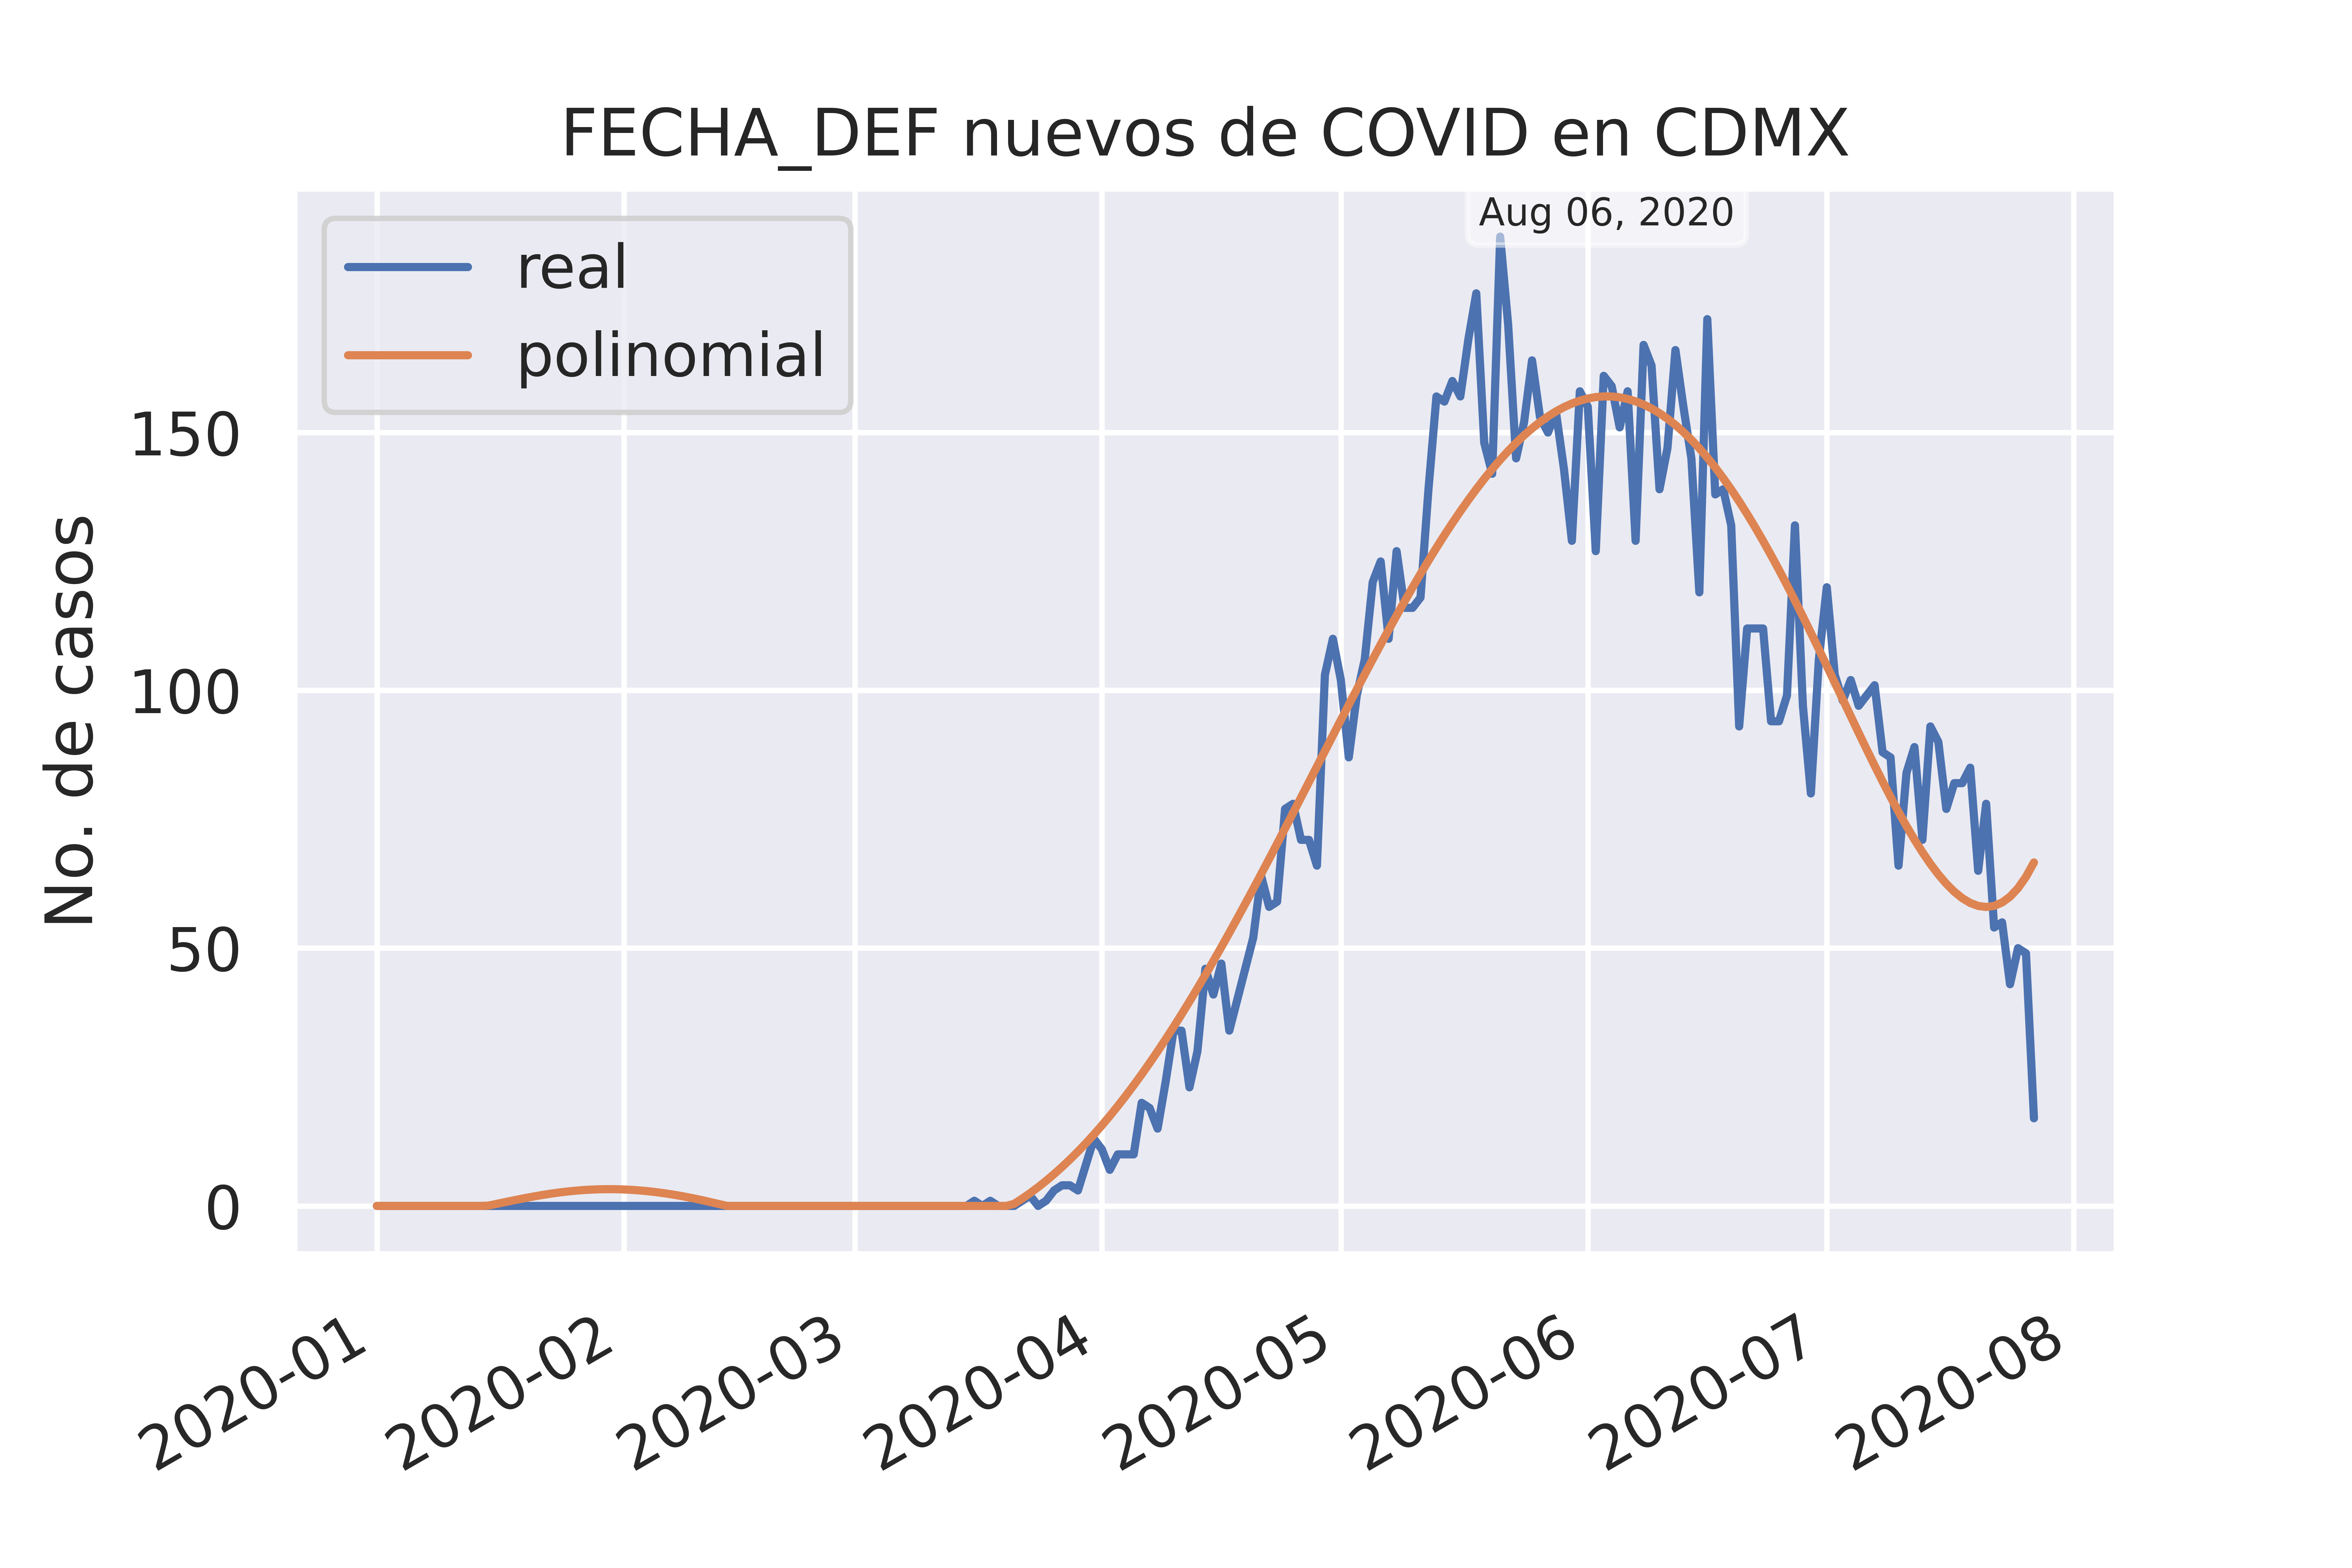 FECHA_DEF nuevos de COVID en CDMX
Aug 06, 2020
real
polinomial
No. de casos
150
100
50
0
2020-01
2020-02
2020-03
2020-04
2020-05
2020-06
2020-07
2020-08